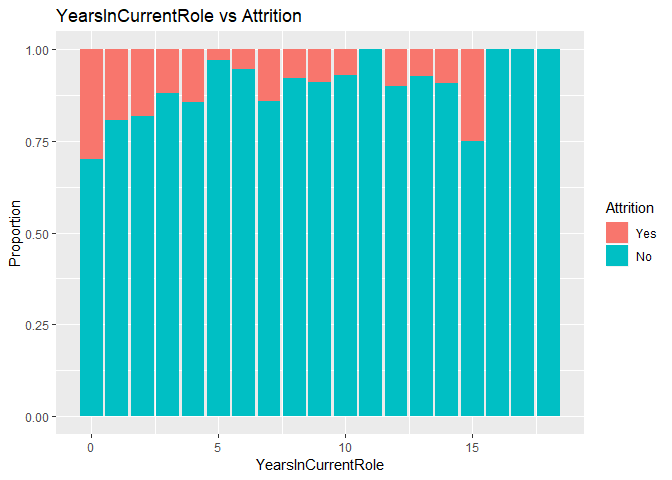 YearsInCurrentRole vs Attrition
1.00
0.75
0.50
0.25
0.00
Proportion
0 5 10 15
YearsInCurrentRole
Attrition
Yes
No